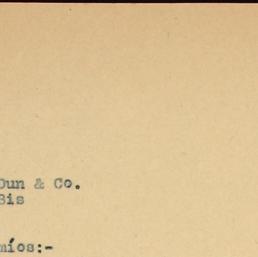 Dun & Co.
Bis
míos:-